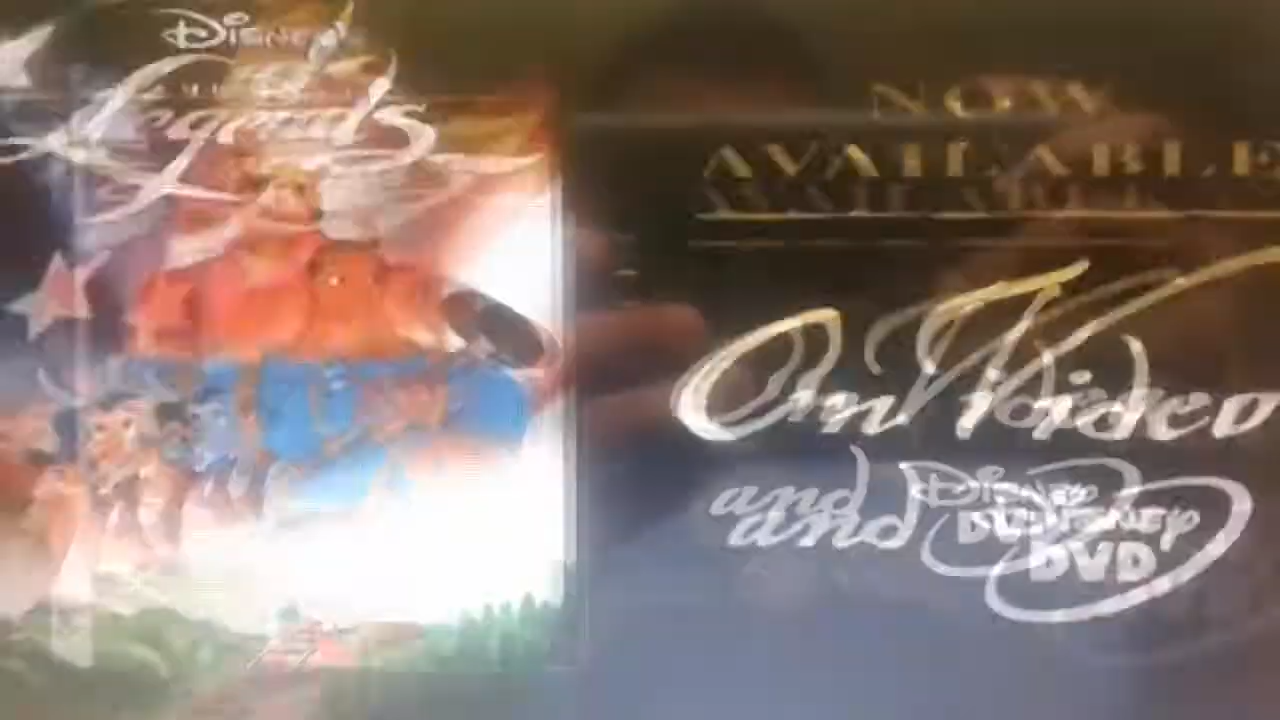 Disney's
Legends
NOW
AVAILABLE
On Video
and Disney
DVD